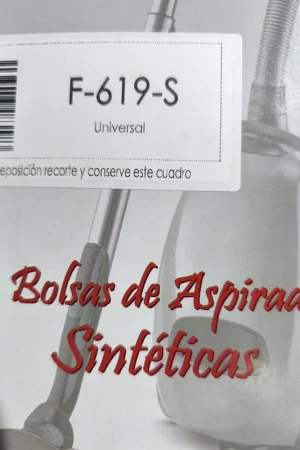 F-619-S
Universal
eposición recorte y conserve este cuadro
Bolsas de Aspirad
Sintéticas